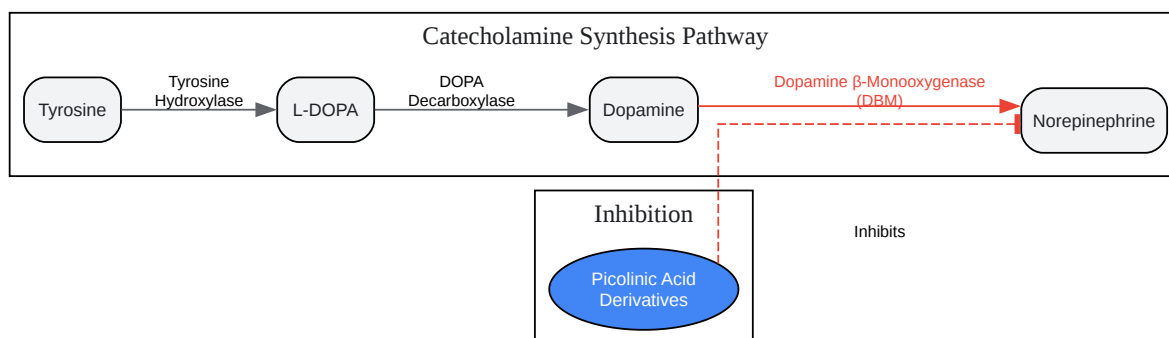 Catecholamine Synthesis Pathway
Tyrosine
Tyrosine
Hydroxylase
L-DOPA
DOPA
Decarboxylase
Dopamine
Dopamine β-Monooxygenase
(DBM)
Norepinephrine
Inhibition
Picolinic Acid
Derivatives
Inhibits